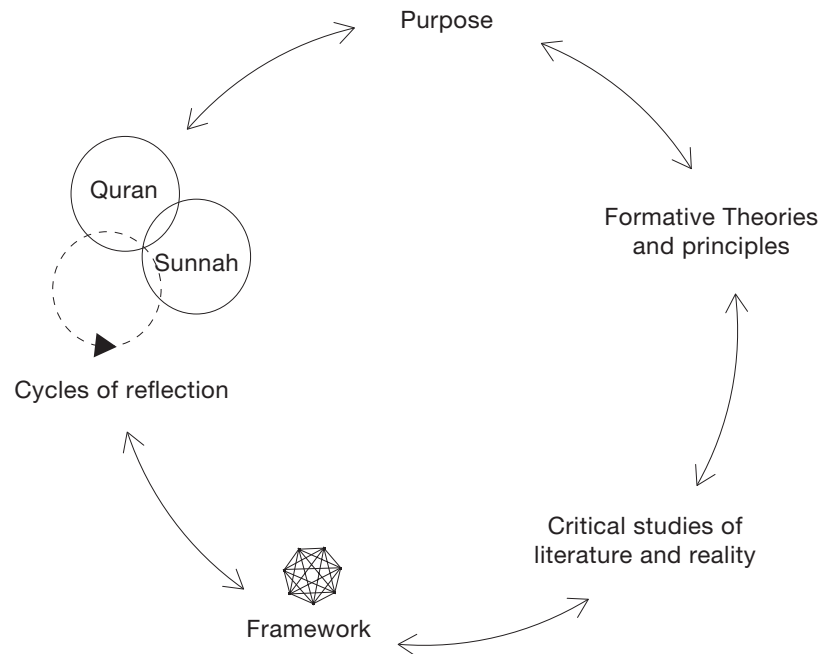 Purpose
Quran
Sunnah
Cycles of reflection
Formative Theories
and principles
Critical studies of
literature and reality
Framework